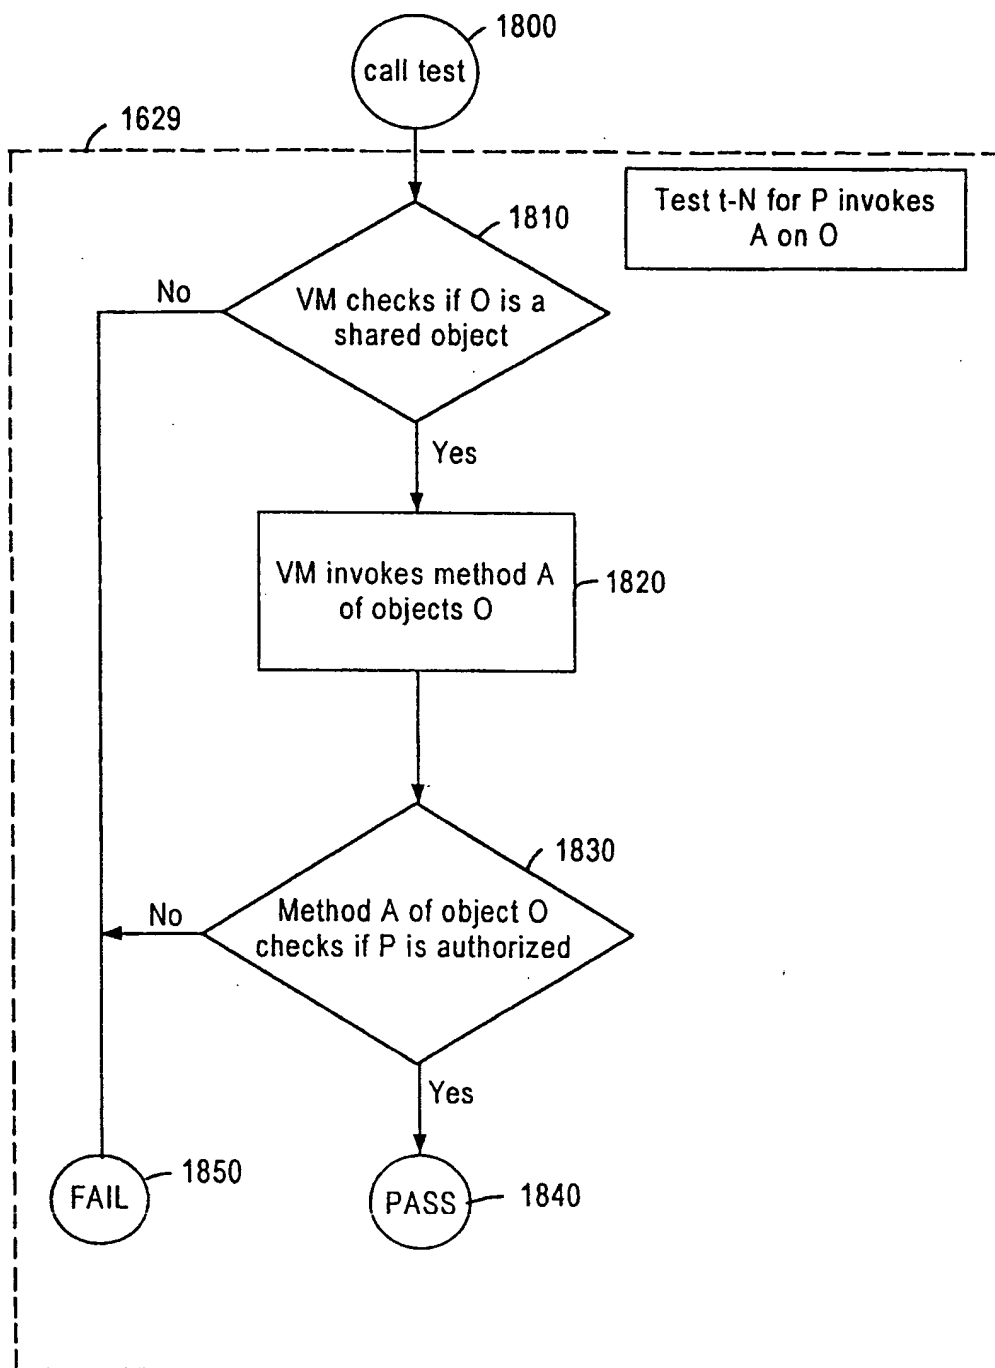 1800
call test
1629
Test t-N for P invokes
A on O
1810
No
VM checks if O is a
shared object
Yes
VM invokes method A
of objects O
1820
1830
No
Method A of object O
checks if P is authorized
Yes
1850
FAIL
PASS
1840